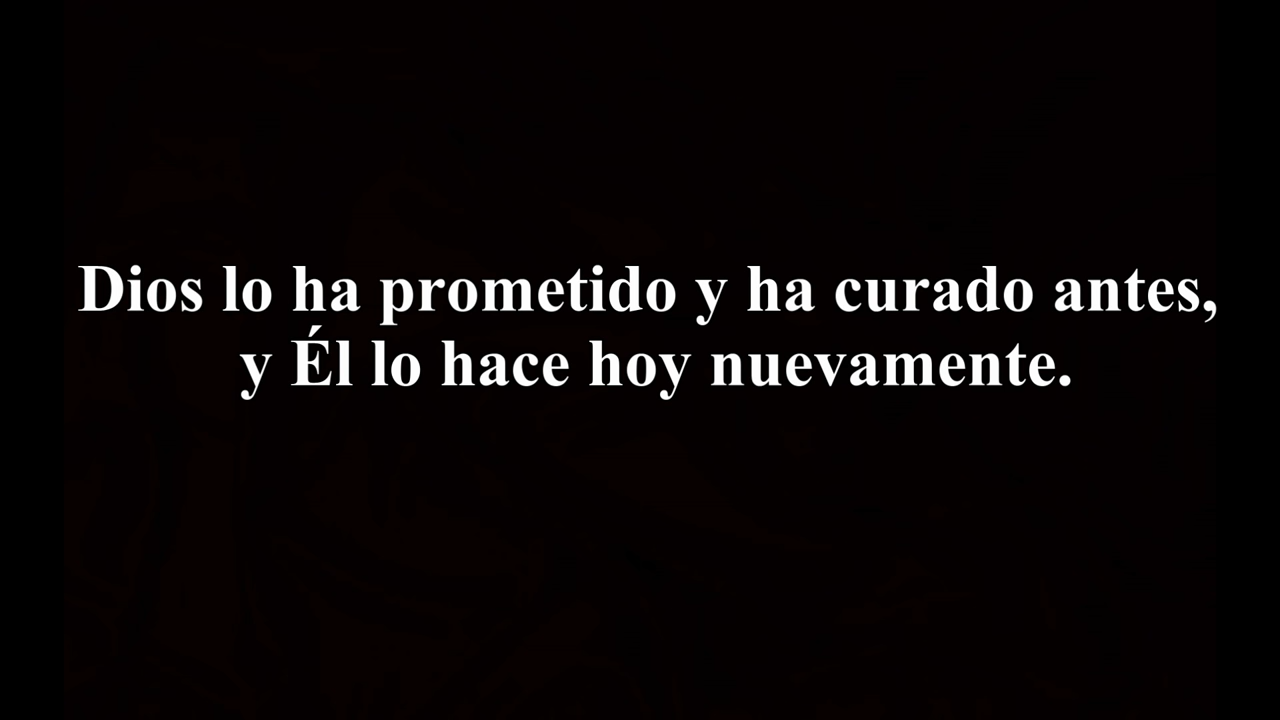 Dios lo ha prometido y ha curado antes,
y Él lo hace hoy nuevamente.